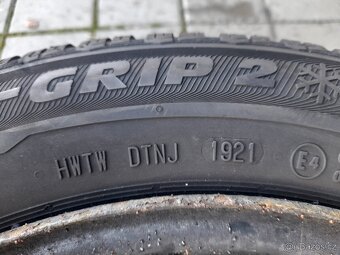 -GRIP 2
HWTW DTNJ 1921 E4